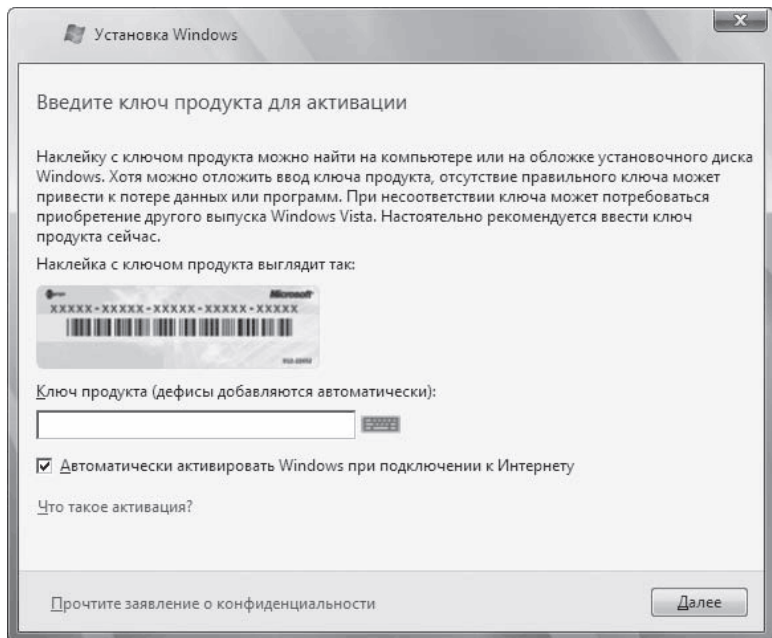 Установка Windows
Введите ключ продукта для активации
Наклейку с ключом продукта можно найти на компьютере или на обложке установочного диска
Windows. Хотя можно отложить ввод ключа продукта, отсутствие правильного ключа может
привести к потере данных или программ. При несоответствии ключа может потребоваться
приобретение другого выпуска Windows Vista. Настоятельно рекомендуется ввести ключ
продукта сейчас.
Наклейка с ключом продукта выглядит так:
Microsoft
XXXXX-XXXXX-XXXXX-XXXXX-XXXXX
Ключ продукта (дефисы добавляются автоматически):
Автоматически активировать Windows при подключении к Интернету
Что такое активация?
Прочтите заявление о конфиденциальности
Далее